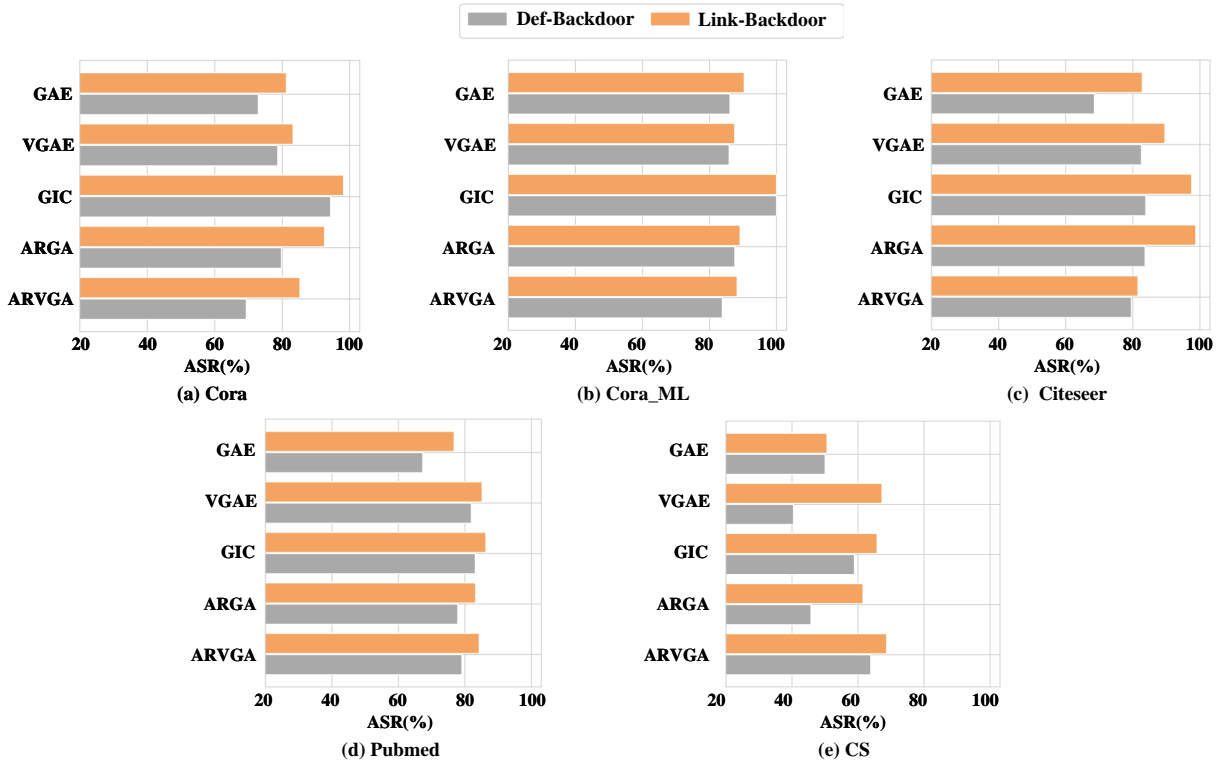 Def-Backdoor Link-Backdoor
GAE
VGAE
GIC
ARGA
ARVGA
20 40 60 80 100
ASR(%)
(a) Cora
GAE
VGAE
GIC
ARGA
ARVGA
20 40 60 80 100
ASR(%)
(b) Cora_ML
GAE
VGAE
GIC
ARGA
ARVGA
20 40 60 80 100
ASR(%)
(c) Citeseer
GAE
VGAE
GIC
ARGA
ARVGA
20 40 60 80 100
ASR(%)
(d) Pubmed
GAE
VGAE
GIC
ARGA
ARVGA
20 40 60 80 100
ASR(%)
(e) CS